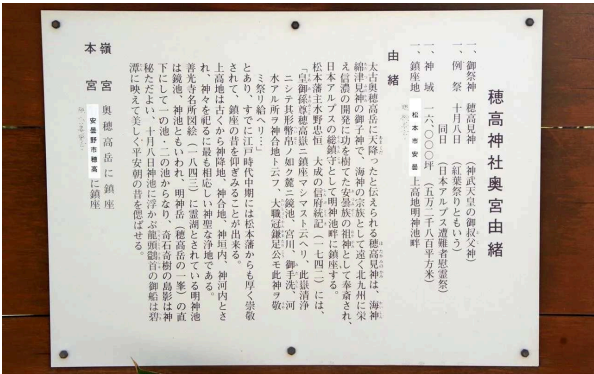 穂高神社奥宮由緒
一、御祭神 穂高見神 （神武天皇の御叔父神）
一、例祭 十月八日 （紅葉祭りともいう）
同日 （日本アルプス遭難者慰霊祭）
一、神域 一六〇〇〇坪 （五万二千八百平方米）
一、鎮座地 松本市安曇 上高地明神池畔
由緒
太古奥穂高岳に天降ったと伝えられる穂高見神は、海神
綿津見神の御子神で、海神の宗族として遠く北九州に栄
え信濃の開発に功を樹てた安曇族の祖神として奉斎され、
日本アルプスの総鎮守として明神池畔に鎮座する。
松本藩主水野忠恒 大成の信府統記（一七四二）には、
「皇御孫尊穂高嶽ニ鎮座マシマスト云ヘリ、此嶽清浄
ニシテ其形幣帛ノ如ク麓ニ鏡池、宮川、御手洗、河
水アル所ヲ神合地ト云フ、大職冠鎌足公モ此神ヲ敬
ミ祭リ給ヘリ…」
とあり、すでに江戸時代中期には松本藩からも厚く崇敬
されて、鎮座の昔を仰ぎみることが出来る。
上高地は古くから神降地、神合地、神垣内、神河内とさ
れ、神々を祀るに最も相応しい神聖な浄地である。
善光寺名所図絵（一八四三）に霊湖とされている明神池
は鏡池、神池ともいわれ、明神岳（穂高岳の一峯）の直
下にして一の池・二の池からなり、奇石奇樹の島影は神
秘ただよい、十月八日神池に浮かぶ龍頭鷁首の御船は碧
潭に映えて美しく平安朝の昔を偲ばせる。
嶺宮 奥穂高岳に鎮座
本宮 安曇野市穂高 に鎮座